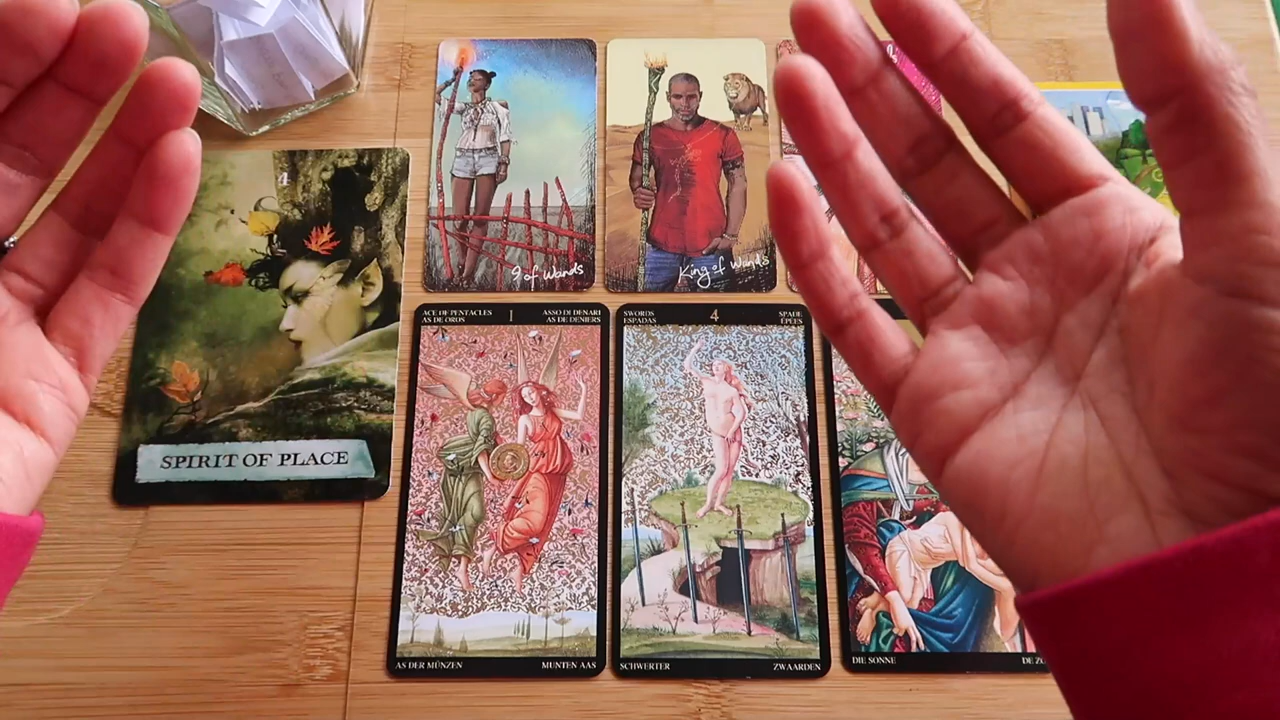 4
SPIRIT OF PLACE
9 of Wands
King of Wands
ACE OF PENTACLES
AS DE OROS
I
ASSO DI DENARI
AS DE DENIERS
AS DER MÜNZEN
MUNTEN AAS
SWORDS
ESPADAS
4
SPADE
ÉPÉES
SCHWERTER
ZWAARDEN
DIE SONNE